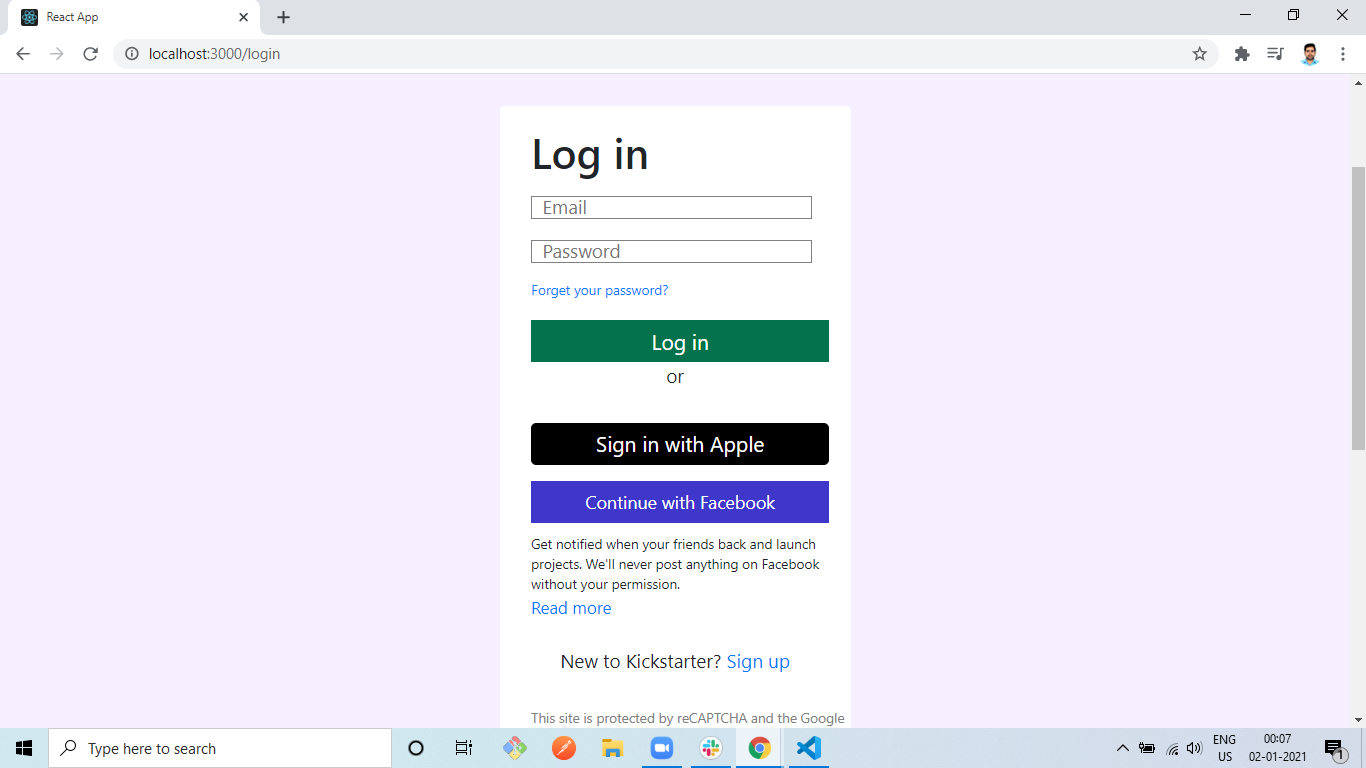 React App
localhost:3000/login
Log in
Email
Password
Forget your password?
Log in
or
Sign in with Apple
Continue with Facebook
Get notified when your friends back and launch
projects. We'll never post anything on Facebook
without your permission.
Read more
New to Kickstarter? Sign up
This site is protected by reCAPTCHA and the Google
Type here to search
ENG
US
00:07
02-01-2021
1